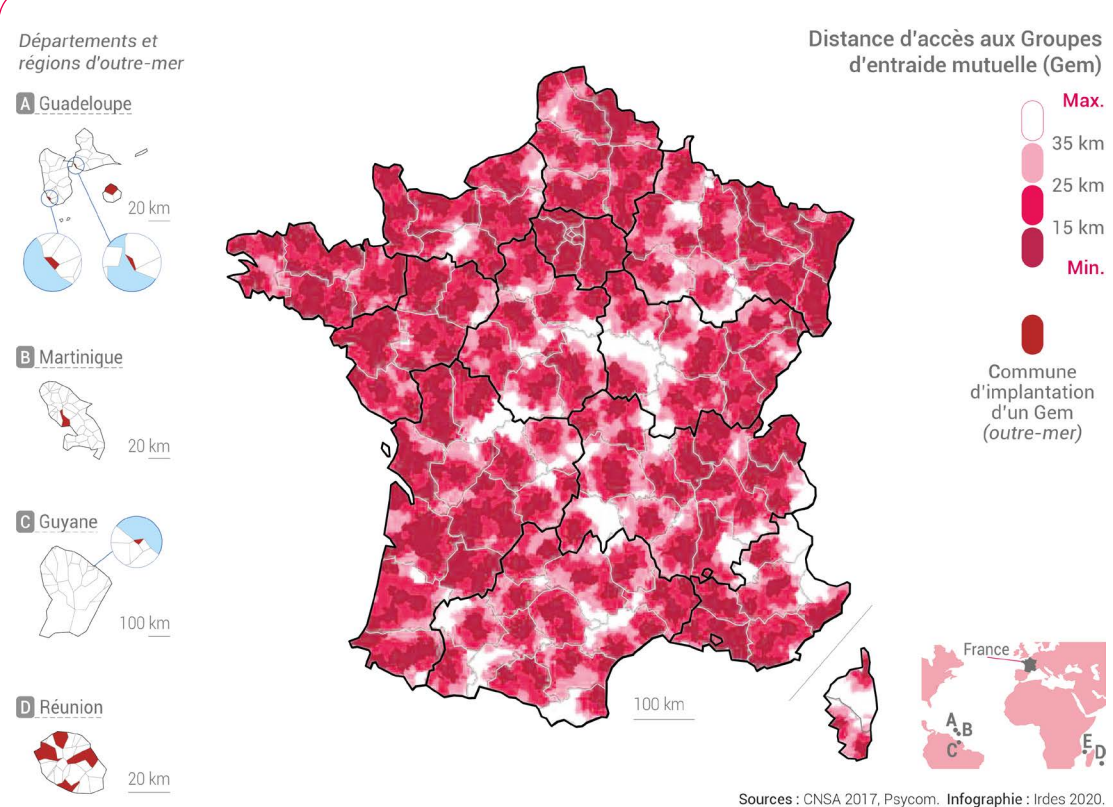 Départements et
régions d'outre-mer
A Guadeloupe
20 km
B Martinique
20 km
C Guyane
100 km
D Réunion
20 km
Distance d'accès aux Groupes
d'entraide mutuelle (Gem)
Max.
35 km
25 km
15 km
Min.
Commune
d'implantation
d'un Gem
(outre-mer)
100 km
France
A
B
C
E
D
Sources : CNSA 2017, Psycom. Infographie : Irdes 2020.